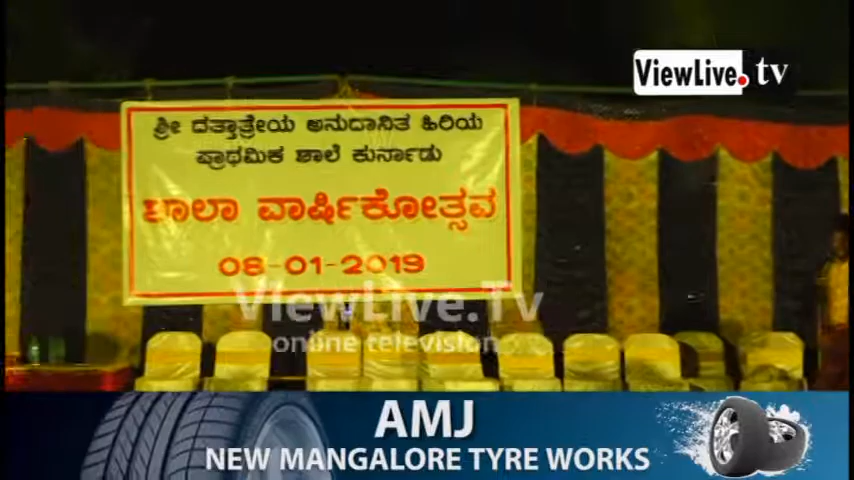 ViewLive.tv
ಶ್ರೀ ದತ್ತಾತ್ರೇಯ ಅನುದಾನಿತ ಹಿರಿಯ
ಪ್ರಾಥಮಿಕ ಶಾಲೆ ಕುರ್ನಾಡು
ಶಾಲಾ ವಾರ್ಷಿಕೋತ್ಸವ
08-01-2019
ViewLive.Tv
online television
AMJ
NEW MANGALORE TYRE WORKS